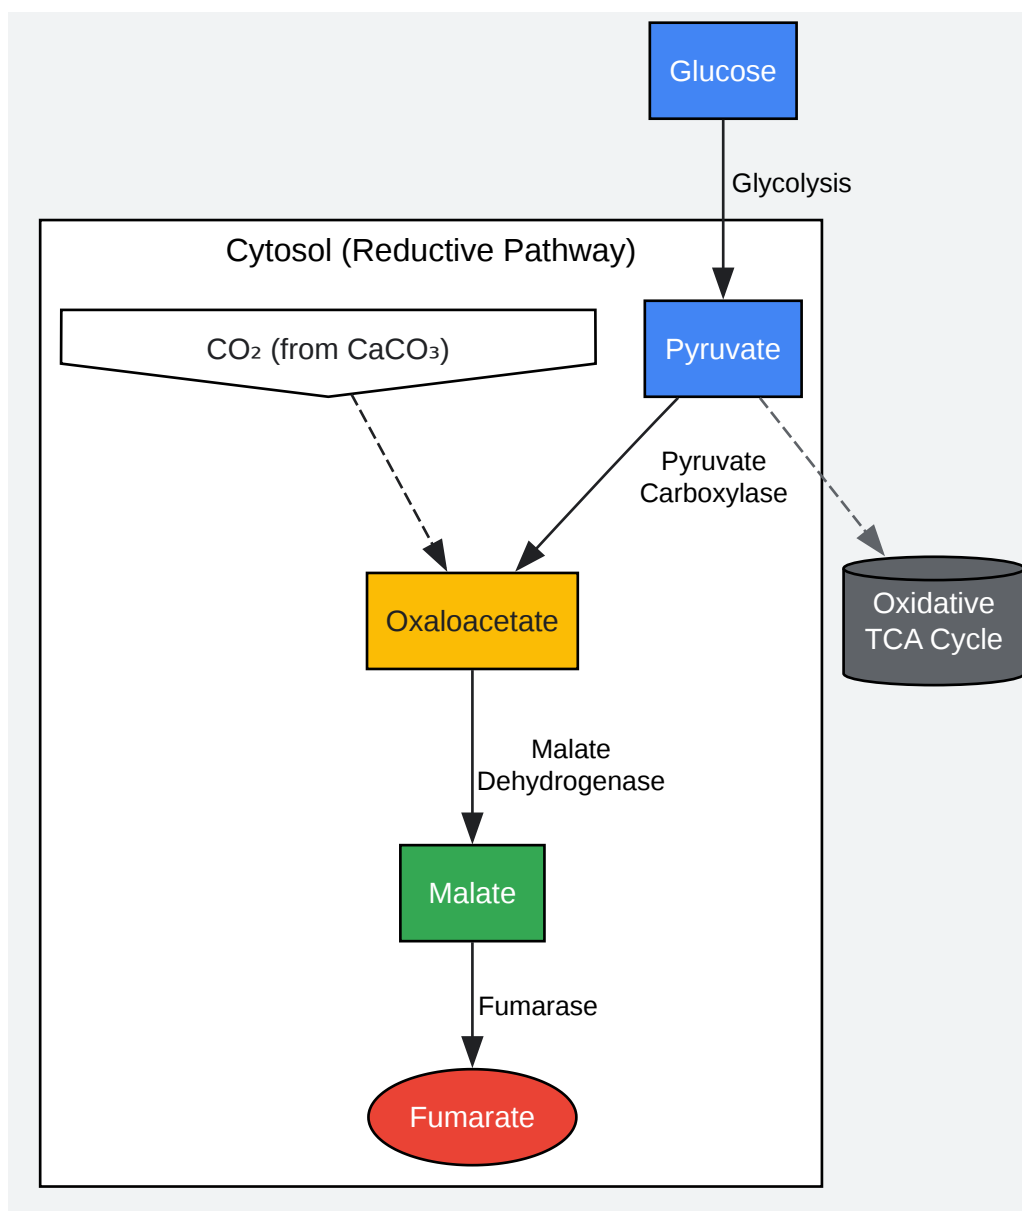 Glucose
Glycolysis
Cytosol (Reductive Pathway)
CO₂ (from CaCO₃)
Pyruvate
Pyruvate
Carboxylase
Oxidative
TCA Cycle
Oxaloacetate
Malate
Dehydrogenase
Malate
Fumarase
Fumarate